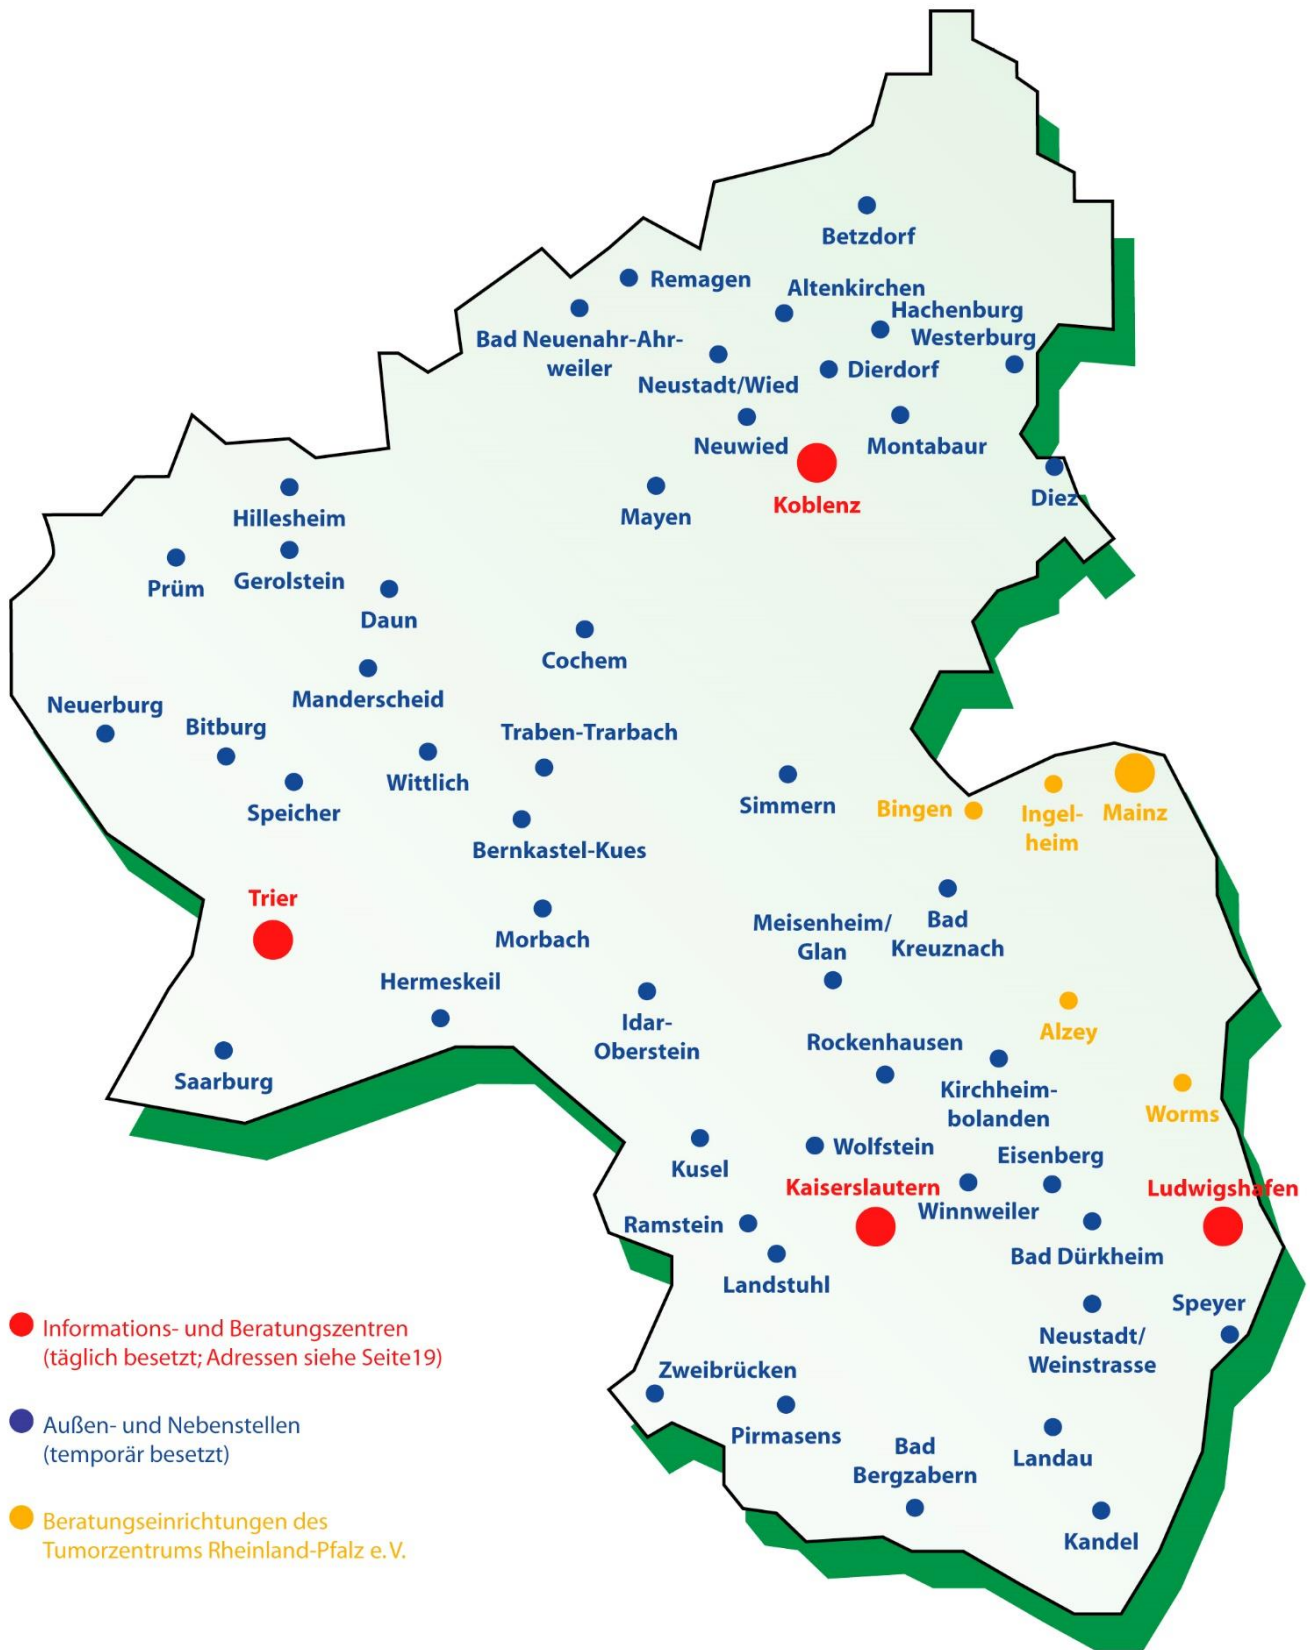 Betzdorf
Remagen
Altenkirchen
Hachenburg
Bad Neuenahr-Ahr-
weiler
Westerburg
Neustadt/Wied
Dierdorf
Neuwied
Montabaur
Koblenz
Mayen
Diez
Hillesheim
Prüm
Gerolstein
Daun
Cochem
Manderscheid
Neuerburg
Bitburg
Traben-Trarbach
Wittlich
Speicher
Simmern
Bingen
Ingel-
heim
Mainz
Bernkastel-Kues
Trier
Morbach
Meisenheim/
Glan
Bad
Kreuznach
Hermeskeil
Idar-
Oberstein
Alzey
Rockenhausen
Saarburg
Kirchheim-
bolanden
Worms
Kusel
Wolfstein
Eisenberg
Kaiserslautern
Winnweiler
Ludwigshafen
Ramstein
Bad Dürkheim
Landstuhl
Speyer
Neustadt/
Weinstrasse
Zweibrücken
Pirmasens
Bad
Bergzabern
Landau
Kandel
Informations- und Beratungszentren
(täglich besetzt; Adressen siehe Seite19)
Außen- und Nebenstellen
(temporär besetzt)
Beratungseinrichtungen des
Tumorzentrums Rheinland-Pfalz e. V.